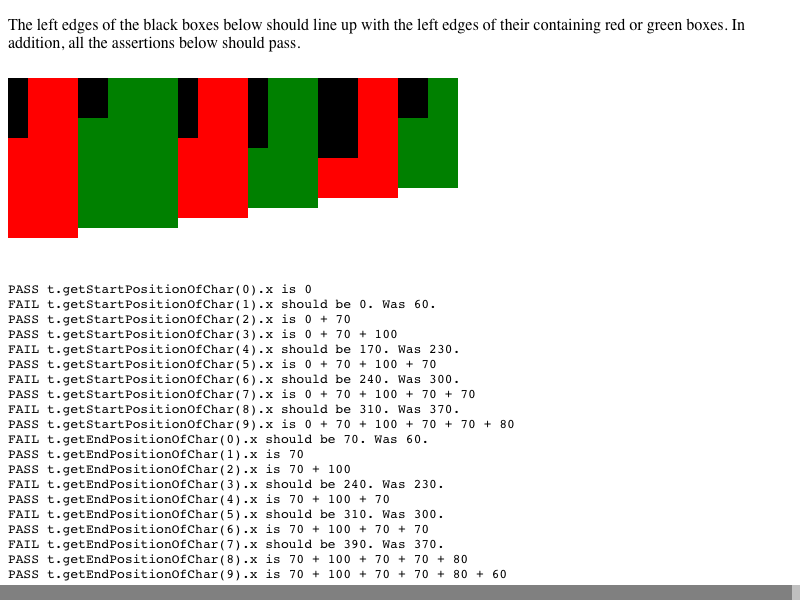 The left edges of the black boxes below should line up with the left edges of their containing red or green boxes. In
addition, all the assertions below should pass.
PASS t.getStartPositionOfChar(0).x is 0
FAIL t.getStartPositionOfChar(1).x should be 0. Was 60.
PASS t.getStartPositionOfChar(2).x is 0 + 70
PASS t.getStartPositionOfChar(3).x is 0 + 70 + 100
FAIL t.getStartPositionOfChar(4).x should be 170. Was 230.
PASS t.getStartPositionOfChar(5).x is 0 + 70 + 100 + 70
FAIL t.getStartPositionOfChar(6).x should be 240. Was 300.
PASS t.getStartPositionOfChar(7).x is 0 + 70 + 100 + 70 + 70
FAIL t.getStartPositionOfChar(8).x should be 310. Was 370.
PASS t.getStartPositionOfChar(9).x is 0 + 70 + 100 + 70 + 70 + 80
FAIL t.getEndPositionOfChar(0).x should be 70. Was 60.
PASS t.getEndPositionOfChar(1).x is 70
PASS t.getEndPositionOfChar(2).x is 70 + 100
FAIL t.getEndPositionOfChar(3).x should be 240. Was 230.
PASS t.getEndPositionOfChar(4).x is 70 + 100 + 70
FAIL t.getEndPositionOfChar(5).x should be 310. Was 300.
PASS t.getEndPositionOfChar(6).x is 70 + 100 + 70 + 70
FAIL t.getEndPositionOfChar(7).x should be 390. Was 370.
PASS t.getEndPositionOfChar(8).x is 70 + 100 + 70 + 70 + 80
PASS t.getEndPositionOfChar(9).x is 70 + 100 + 70 + 70 + 80 + 60